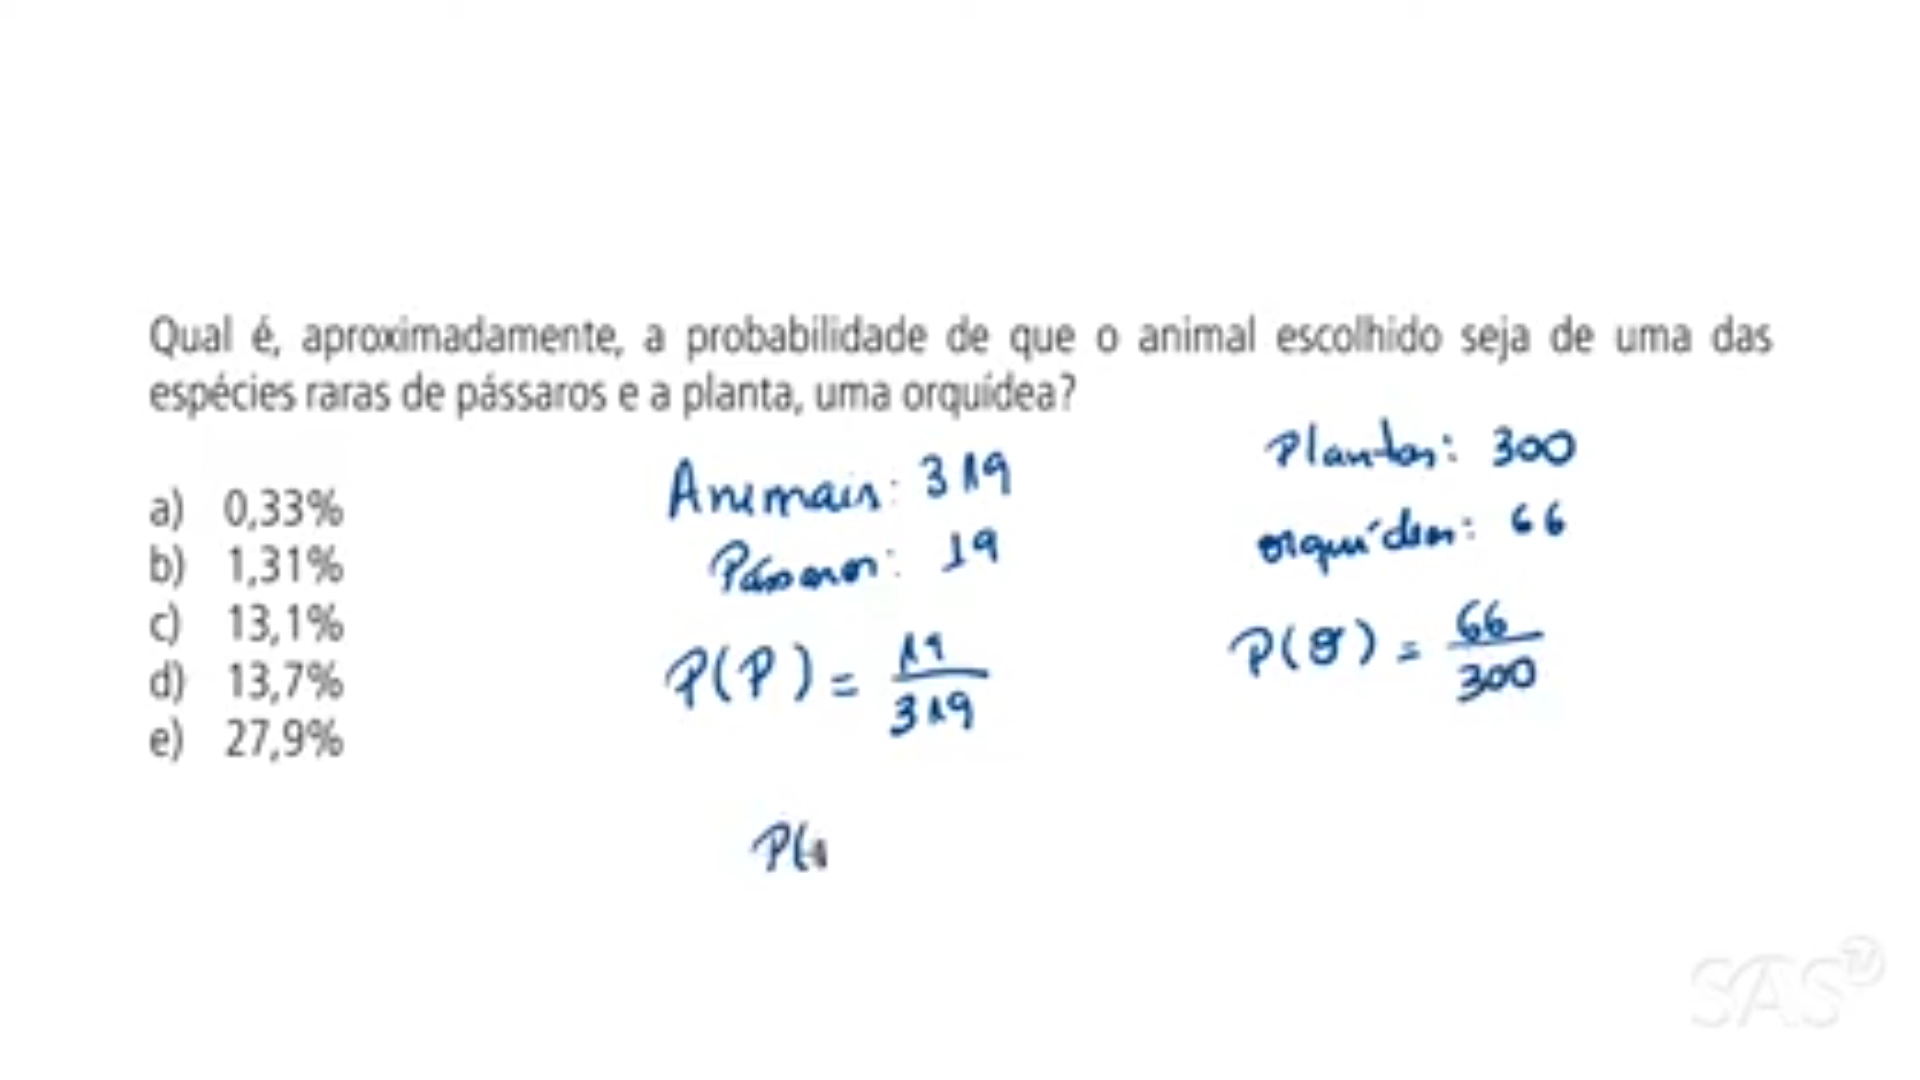 Qual é, aproximadamente, a probabilidade de que o animal escolhido seja de uma das
espécies raras de pássaros e a planta, uma orquídea?
a) 0,33%
b) 1,31%
c) 13,1%
d) 13,7%
e) 27,9%
Animais: 319
Pássaros: 19
P(P) = 19/319
Plantas: 300
orquídeas: 66
P(O) = 66/300
P(
SAS TV